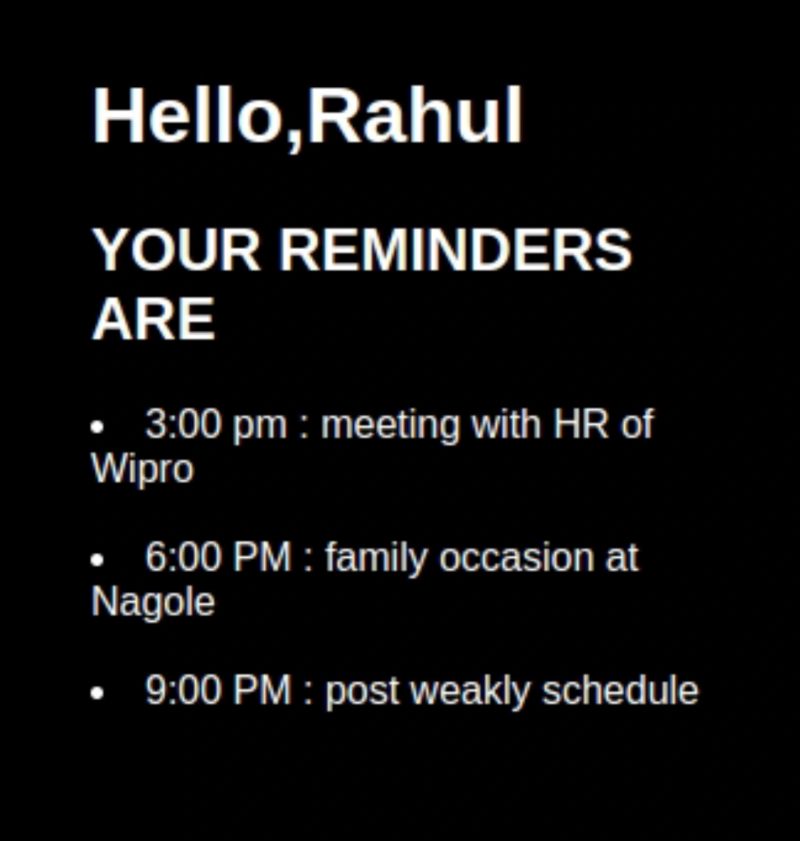 Hello,Rahul
YOUR REMINDERS
ARE
• 3:00 pm : meeting with HR of
Wipro
• 6:00 PM : family occasion at
Nagole
• 9:00 PM : post weakly schedule